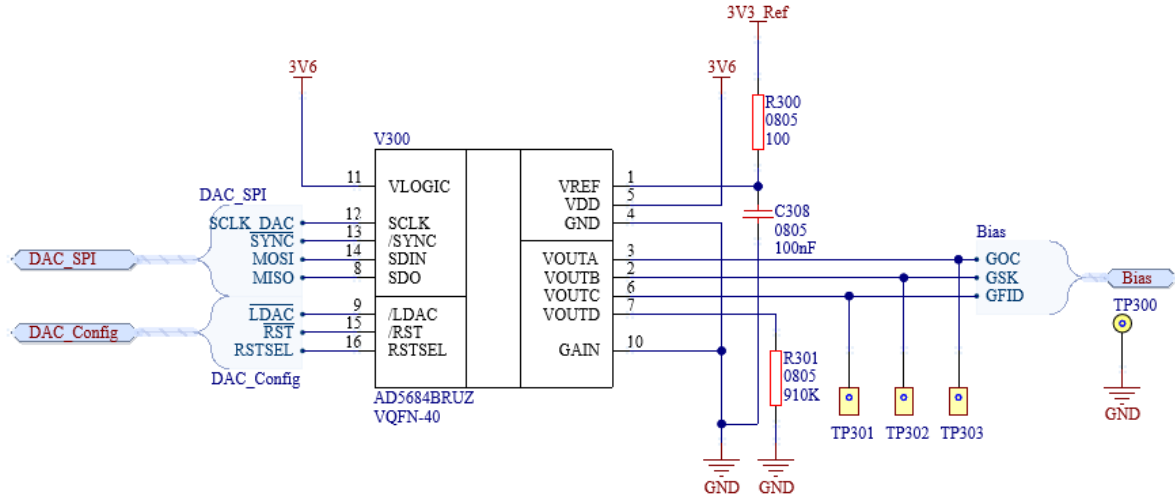 3V3_Ref
3V6
3V6
R300
0805
100
V300
11
VLOGIC
VREF
1
VDD
5
GND
4
DAC_SPI
SCLK_DAC
12
SCLK
SYNC
13
/SYNC
MOSI
14
SDIN
MISO
8
SDO
DAC_SPI
C308
0805
100nF
VOUTA
3
VOUTB
2
VOUTC
6
VOUTD
7
GAIN
10
Bias
GOC
GSK
GFID
Bias
TP300
GND
LDAC
9
/LDAC
RST
15
/RST
RSTSEL
16
RSTSEL
DAC_Config
DAC_Config
AD5684BRUZ
VQFN-40
R301
0805
910K
TP301
TP302
TP303
GND
GND